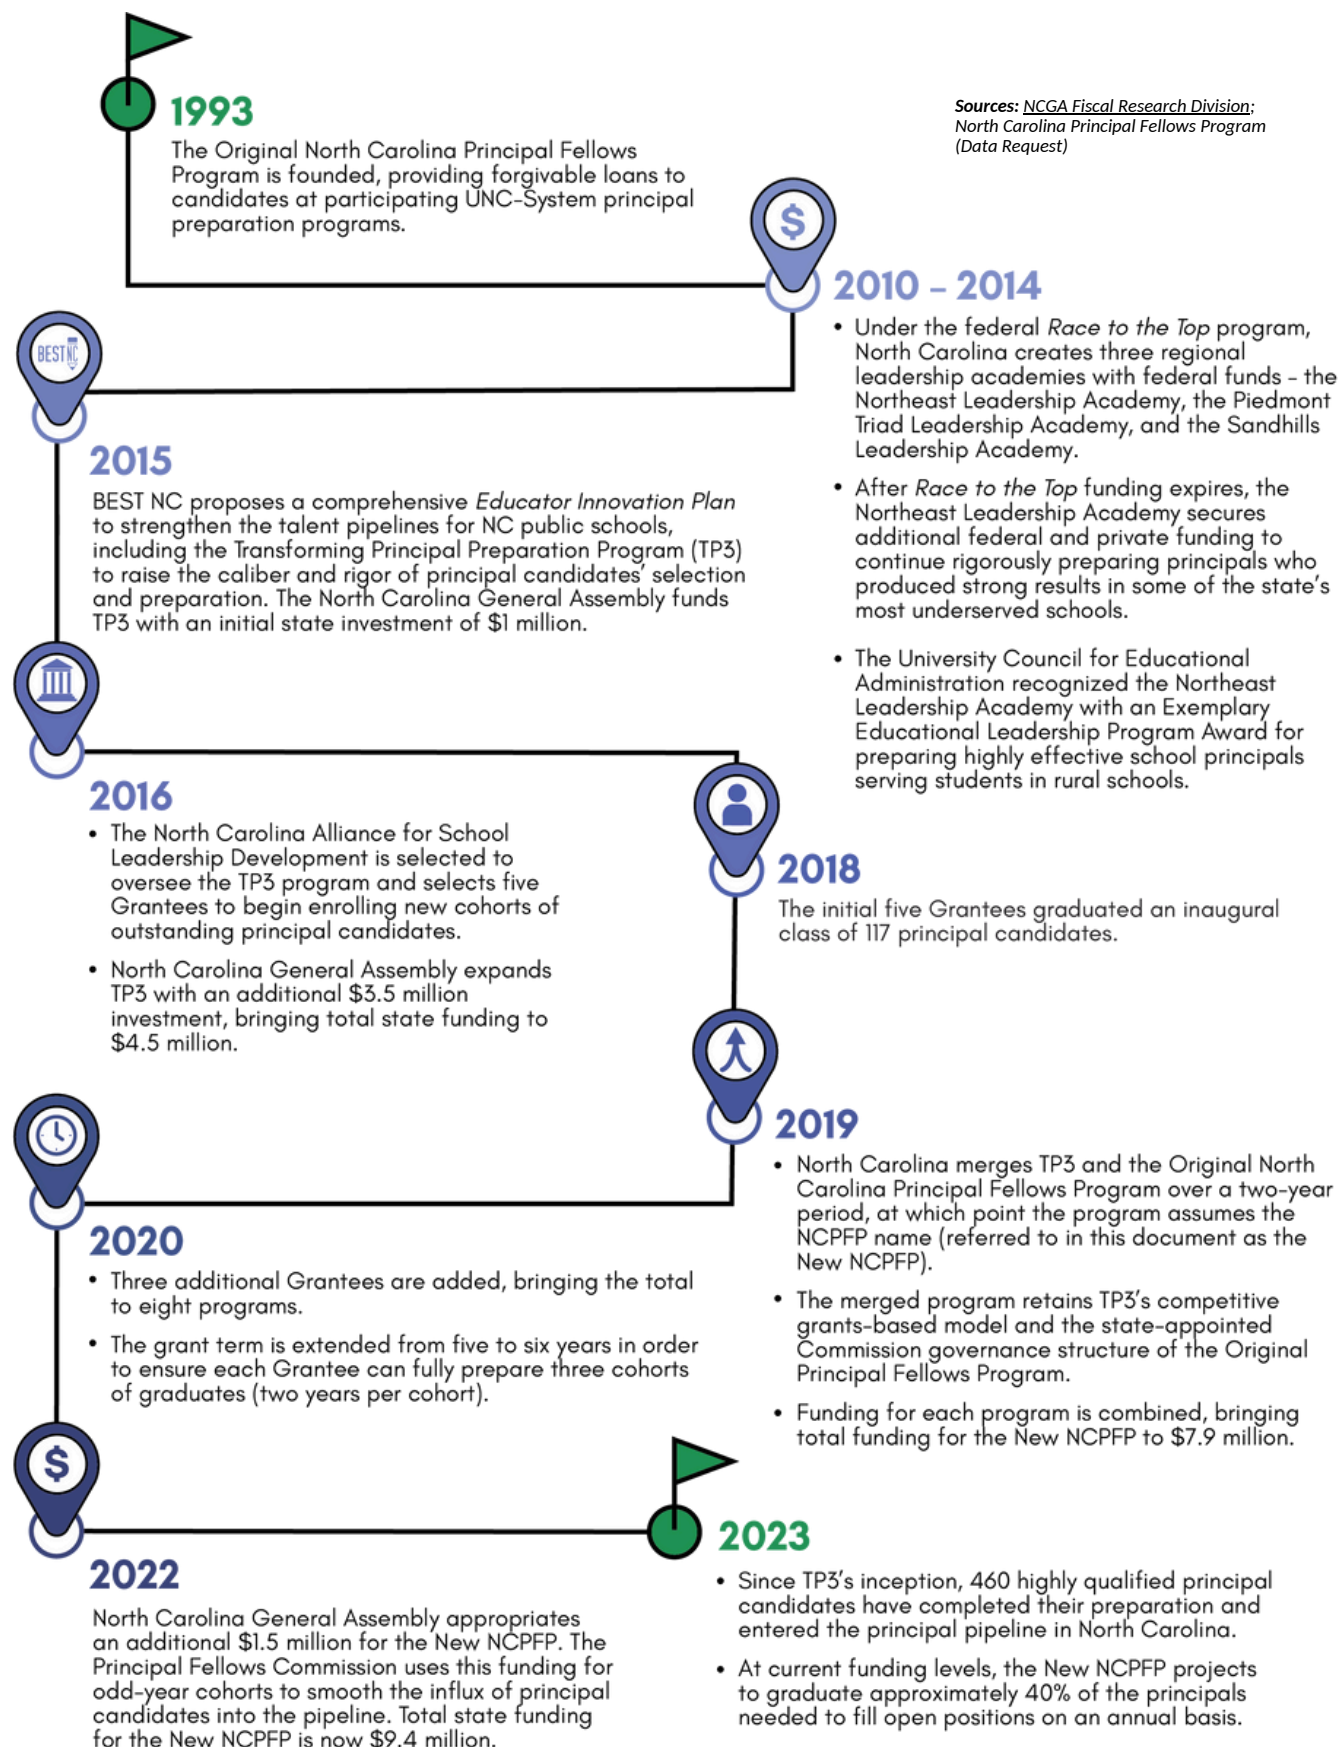 1993
The Original North Carolina Principal Fellows
Program is founded, providing forgivable loans to
candidates at participating UNC-System principal
preparation programs.
Sources: NCGA Fiscal Research Division;
North Carolina Principal Fellows Program
(Data Request)
$
2010 – 2014
• Under the federal Race to the Top program,
North Carolina creates three regional
leadership academies with federal funds – the
Northeast Leadership Academy, the Piedmont
Triad Leadership Academy, and the Sandhills
Leadership Academy.
• After Race to the Top funding expires, the
Northeast Leadership Academy secures
additional federal and private funding to
continue rigorously preparing principals who
produced strong results in some of the state's
most underserved schools.
• The University Council for Educational
Administration recognized the Northeast
Leadership Academy with an Exemplary
Educational Leadership Program Award for
preparing highly effective school principals
serving students in rural schools.
BEST NC
2015
BEST NC proposes a comprehensive Educator Innovation Plan
to strengthen the talent pipelines for NC public schools,
including the Transforming Principal Preparation Program (TP3)
to raise the caliber and rigor of principal candidates' selection
and preparation. The North Carolina General Assembly funds
TP3 with an initial state investment of $1 million.
2016
• The North Carolina Alliance for School
Leadership Development is selected to
oversee the TP3 program and selects five
Grantees to begin enrolling new cohorts of
outstanding principal candidates.
• North Carolina General Assembly expands
TP3 with an additional $3.5 million
investment, bringing total state funding to
$4.5 million.
2018
The initial five Grantees graduated an inaugural
class of 117 principal candidates.
2019
• North Carolina merges TP3 and the Original North
Carolina Principal Fellows Program over a two-year
period, at which point the program assumes the
NCPFP name (referred to in this document as the
New NCPFP).
• The merged program retains TP3's competitive
grants-based model and the state-appointed
Commission governance structure of the Original
Principal Fellows Program.
• Funding for each program is combined, bringing
total funding for the New NCPFP to $7.9 million.
2020
• Three additional Grantees are added, bringing the total
to eight programs.
• The grant term is extended from five to six years in order
to ensure each Grantee can fully prepare three cohorts
of graduates (two years per cohort).
$
2022
North Carolina General Assembly appropriates
an additional $1.5 million for the New NCPFP. The
Principal Fellows Commission uses this funding for
odd-year cohorts to smooth the influx of principal
candidates into the pipeline. Total state funding
for the New NCPFP is now $9.4 million.
2023
• Since TP3's inception, 460 highly qualified principal
candidates have completed their preparation and
entered the principal pipeline in North Carolina.
• At current funding levels, the New NCPFP projects
to graduate approximately 40% of the principals
needed to fill open positions on an annual basis.